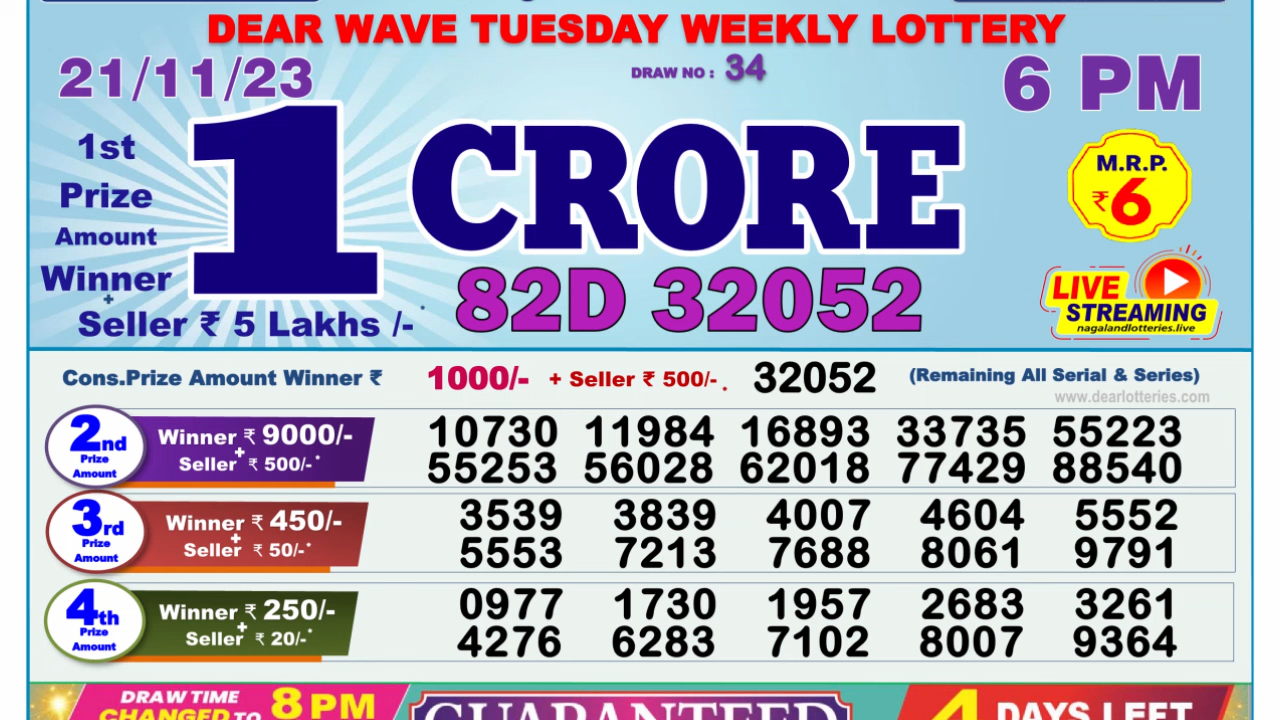 DEAR WAVE TUESDAY WEEKLY LOTTERY
21/11/23
DRAW NO : 34
6 PM
1st
Prize
Amount
Winner
+
Seller ₹ 5 Lakhs /-*
1 CRORE
82D 32052
M.R.P.
₹6
LIVE
STREAMING
nagalandlotteries.live
Cons.Prize Amount Winner ₹ 1000/- + Seller ₹ 500/- . 32052 (Remaining All Serial & Series)
www.dearlotteries.com
2nd
Prize
Amount
Winner ₹ 9000/-
+
Seller ₹ 500/-*
10730 11984 16893 33735 55223
55253 56028 62018 77429 88540
3rd
Prize
Amount
Winner ₹ 450/-
+
Seller ₹ 50/-*
3539 3839 4007 4604 5552
5553 7213 7688 8061 9791
4th
Prize
Amount
Winner ₹ 250/-
+
Seller ₹ 20/-*
0977 1730 1957 2683 3261
4276 6283 7102 8007 9364
DRAW TIME
CHANGED TO 8 PM
GUARANTEED
4 DAYS LEFT